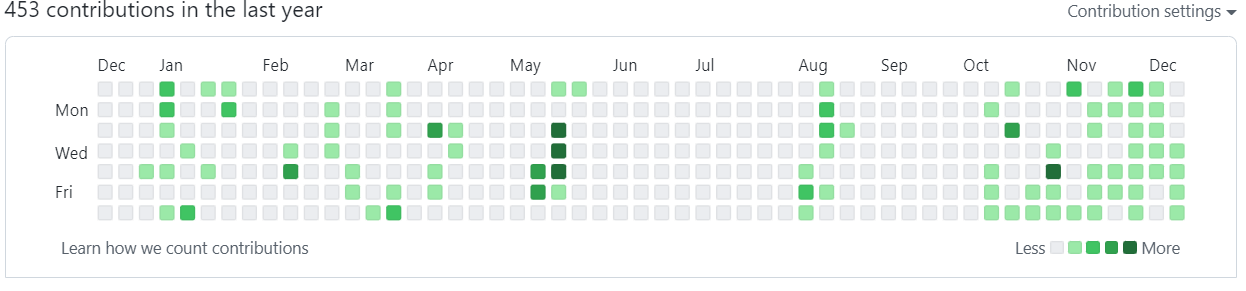 453 contributions in the last year
Contribution settings
Dec Jan Feb Mar Apr May Jun Jul Aug Sep Oct Nov Dec
Mon
Wed
Fri
Learn how we count contributions
Less More